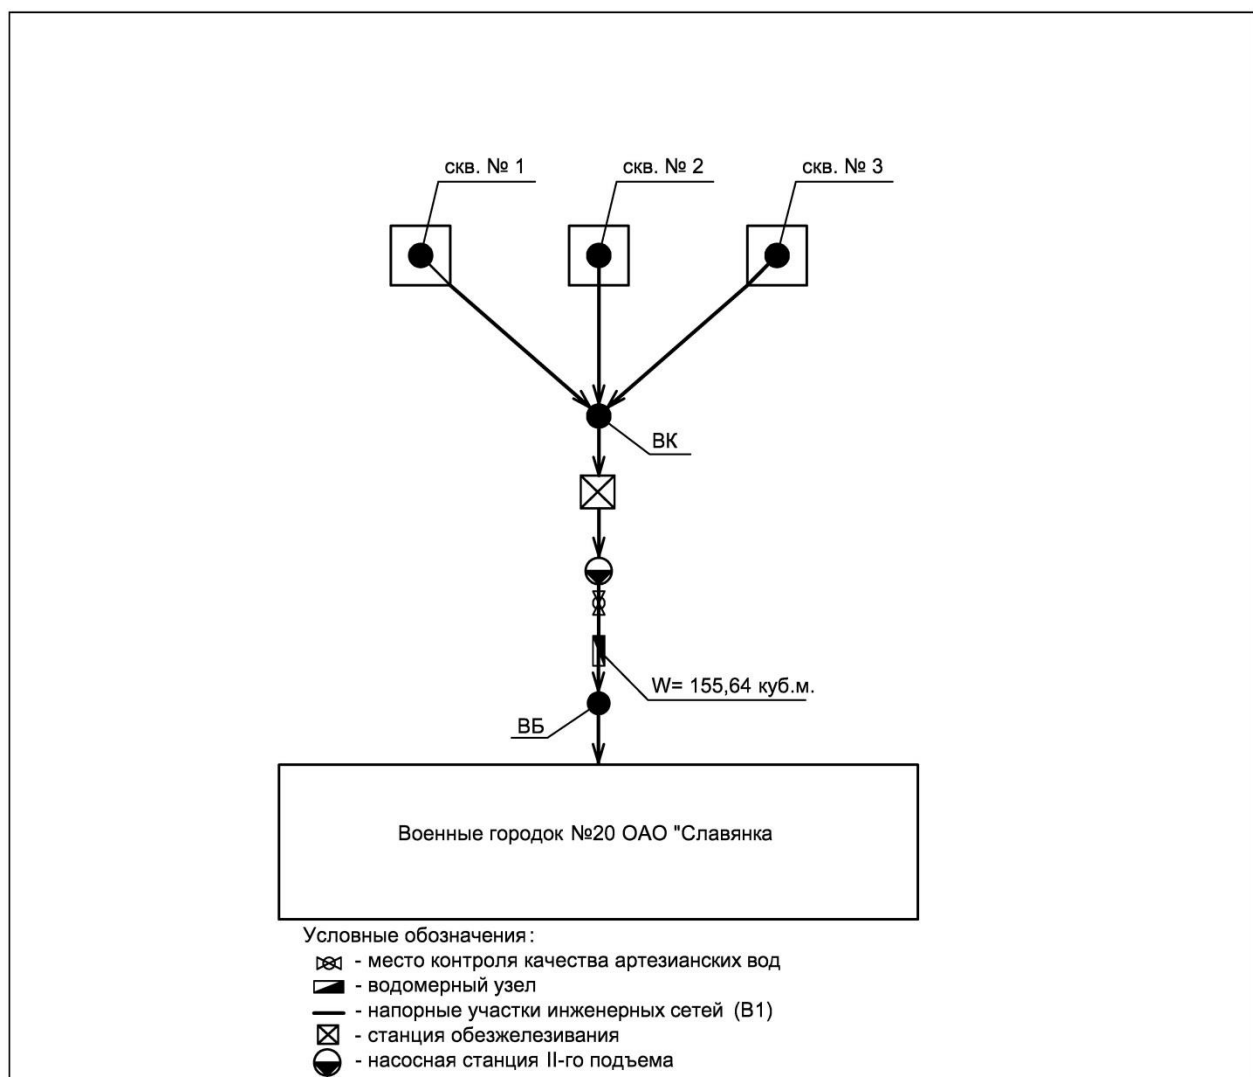 скв. № 1
скв. № 2
скв. № 3
ВК
W= 155,64 куб.м.
ВБ
Военные городок №20 ОАО "Славянка
Условные обозначения:
- место контроля качества артезианских вод
- водомерный узел
- напорные участки инженерных сетей (В1)
- станция обезжелезивания
- насосная станция II-го подъема